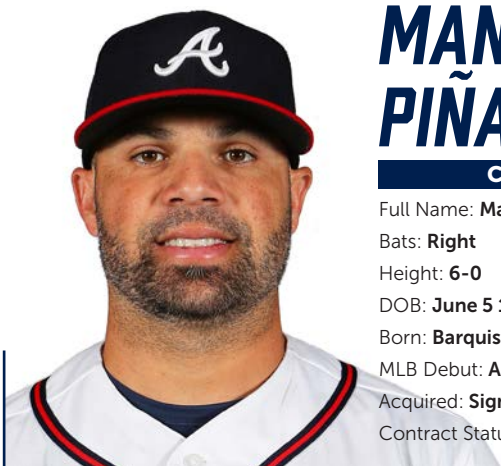 A
MAN
PIÑA
C
Full Name: Ma
Bats: Right
Height: 6-0
DOB: June 5 1
Born: Barquis
MLB Debut: A
Acquired: Sign
Contract Statu